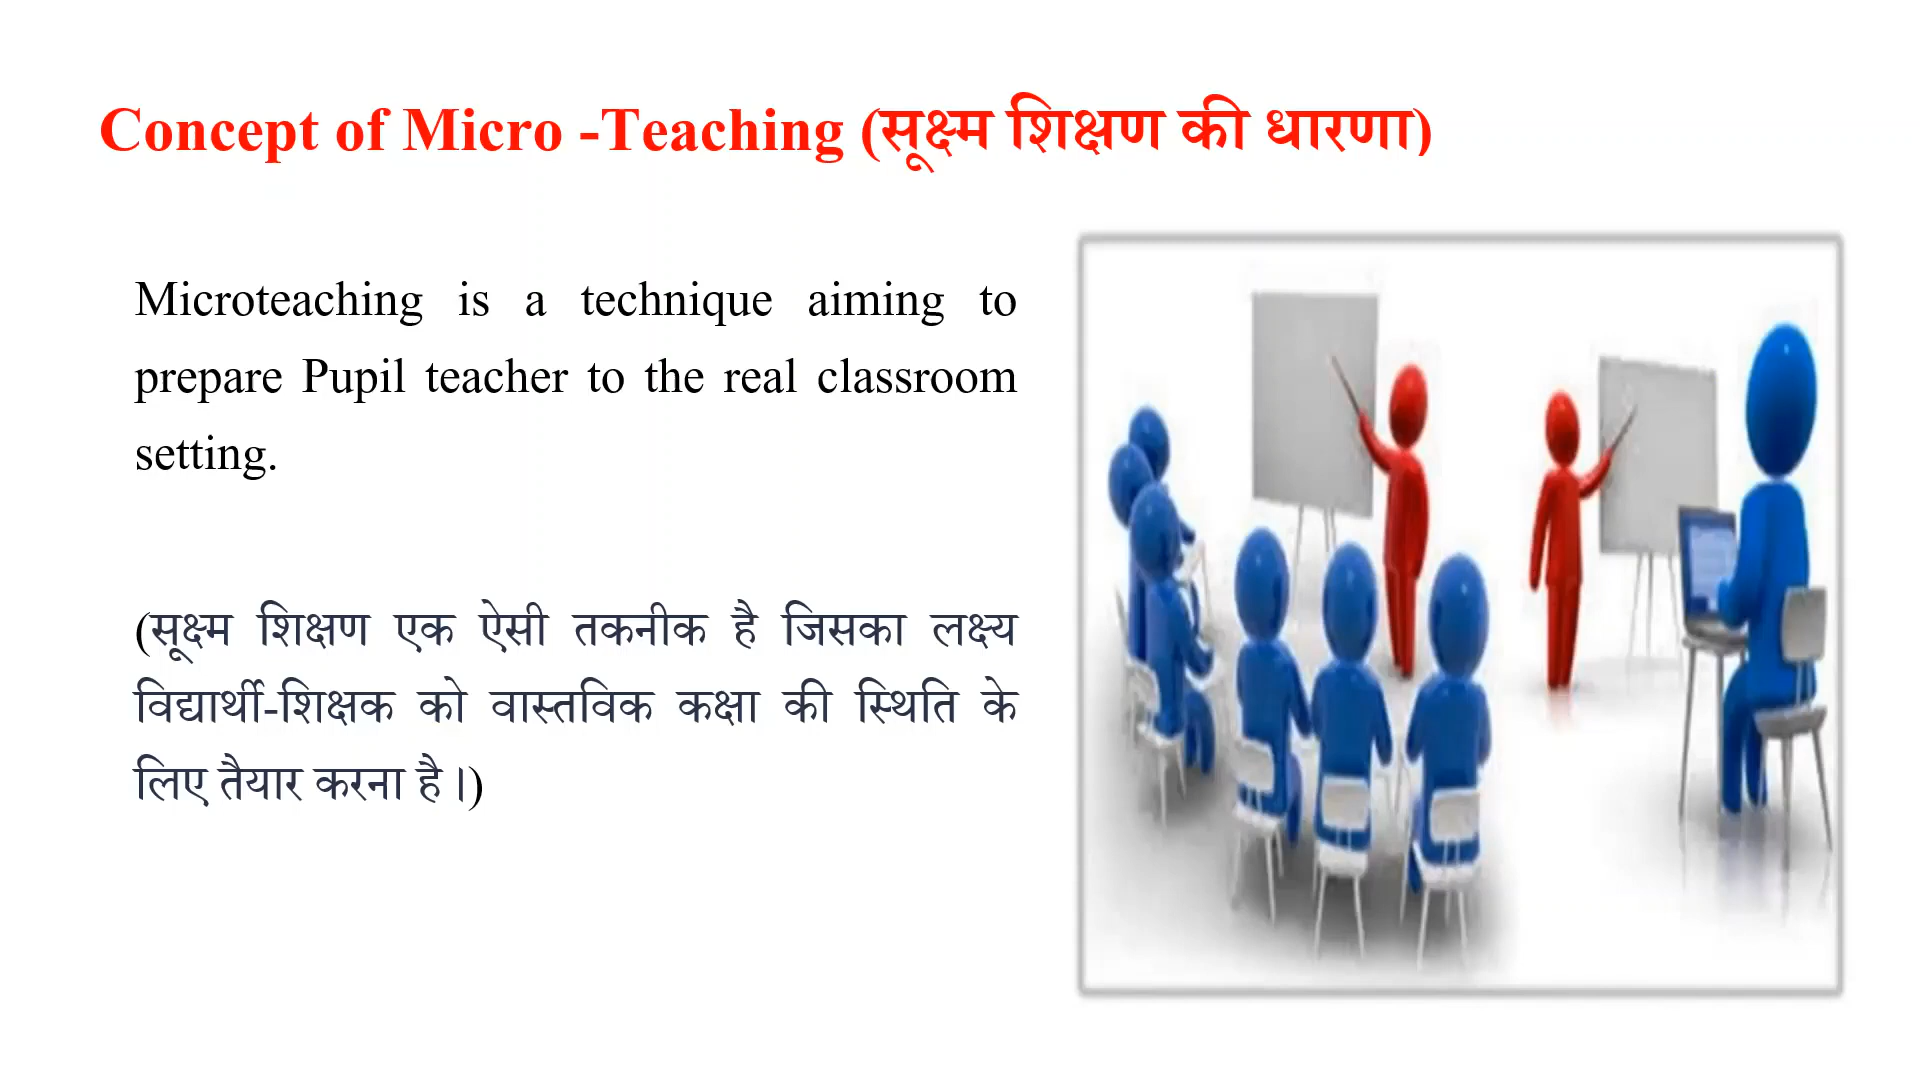 Concept of Micro -Teaching (सूक्ष्म शिक्षण की धारणा)
Microteaching is a technique aiming to
prepare Pupil teacher to the real classroom
setting.
(सूक्ष्म शिक्षण एक ऐसी तकनीक है जिसका लक्ष्य
विद्यार्थी-शिक्षक को वास्तविक कक्षा की स्थिति के
लिए तैयार करना है।)